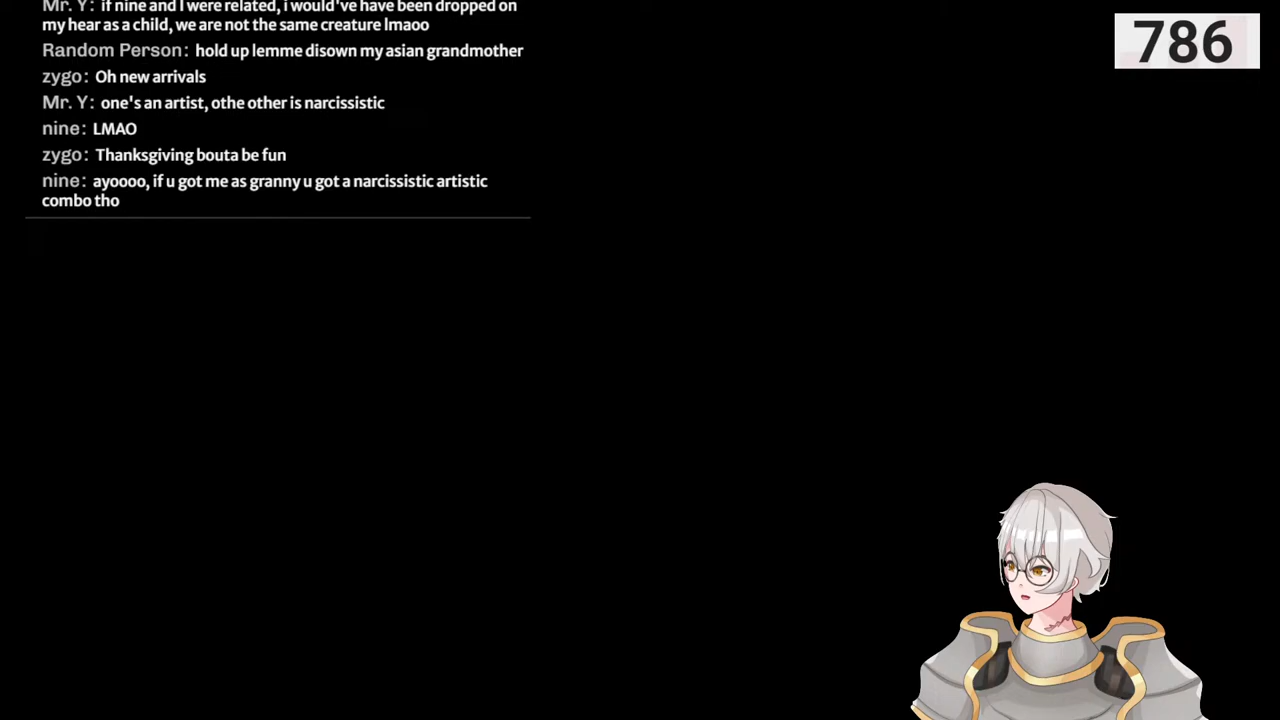 Mr. Y: if nine and I were related, i would've have been dropped on
my hear as a child, we are not the same creature lmaoo
Random Person: hold up lemme disown my asian grandmother
zygo: Oh new arrivals
Mr. Y: one's an artist, othe other is narcissistic
nine: LMAO
zygo: Thanksgiving bouta be fun
nine: ayoooo, if u got me as granny u got a narcissistic artistic
combo tho
786